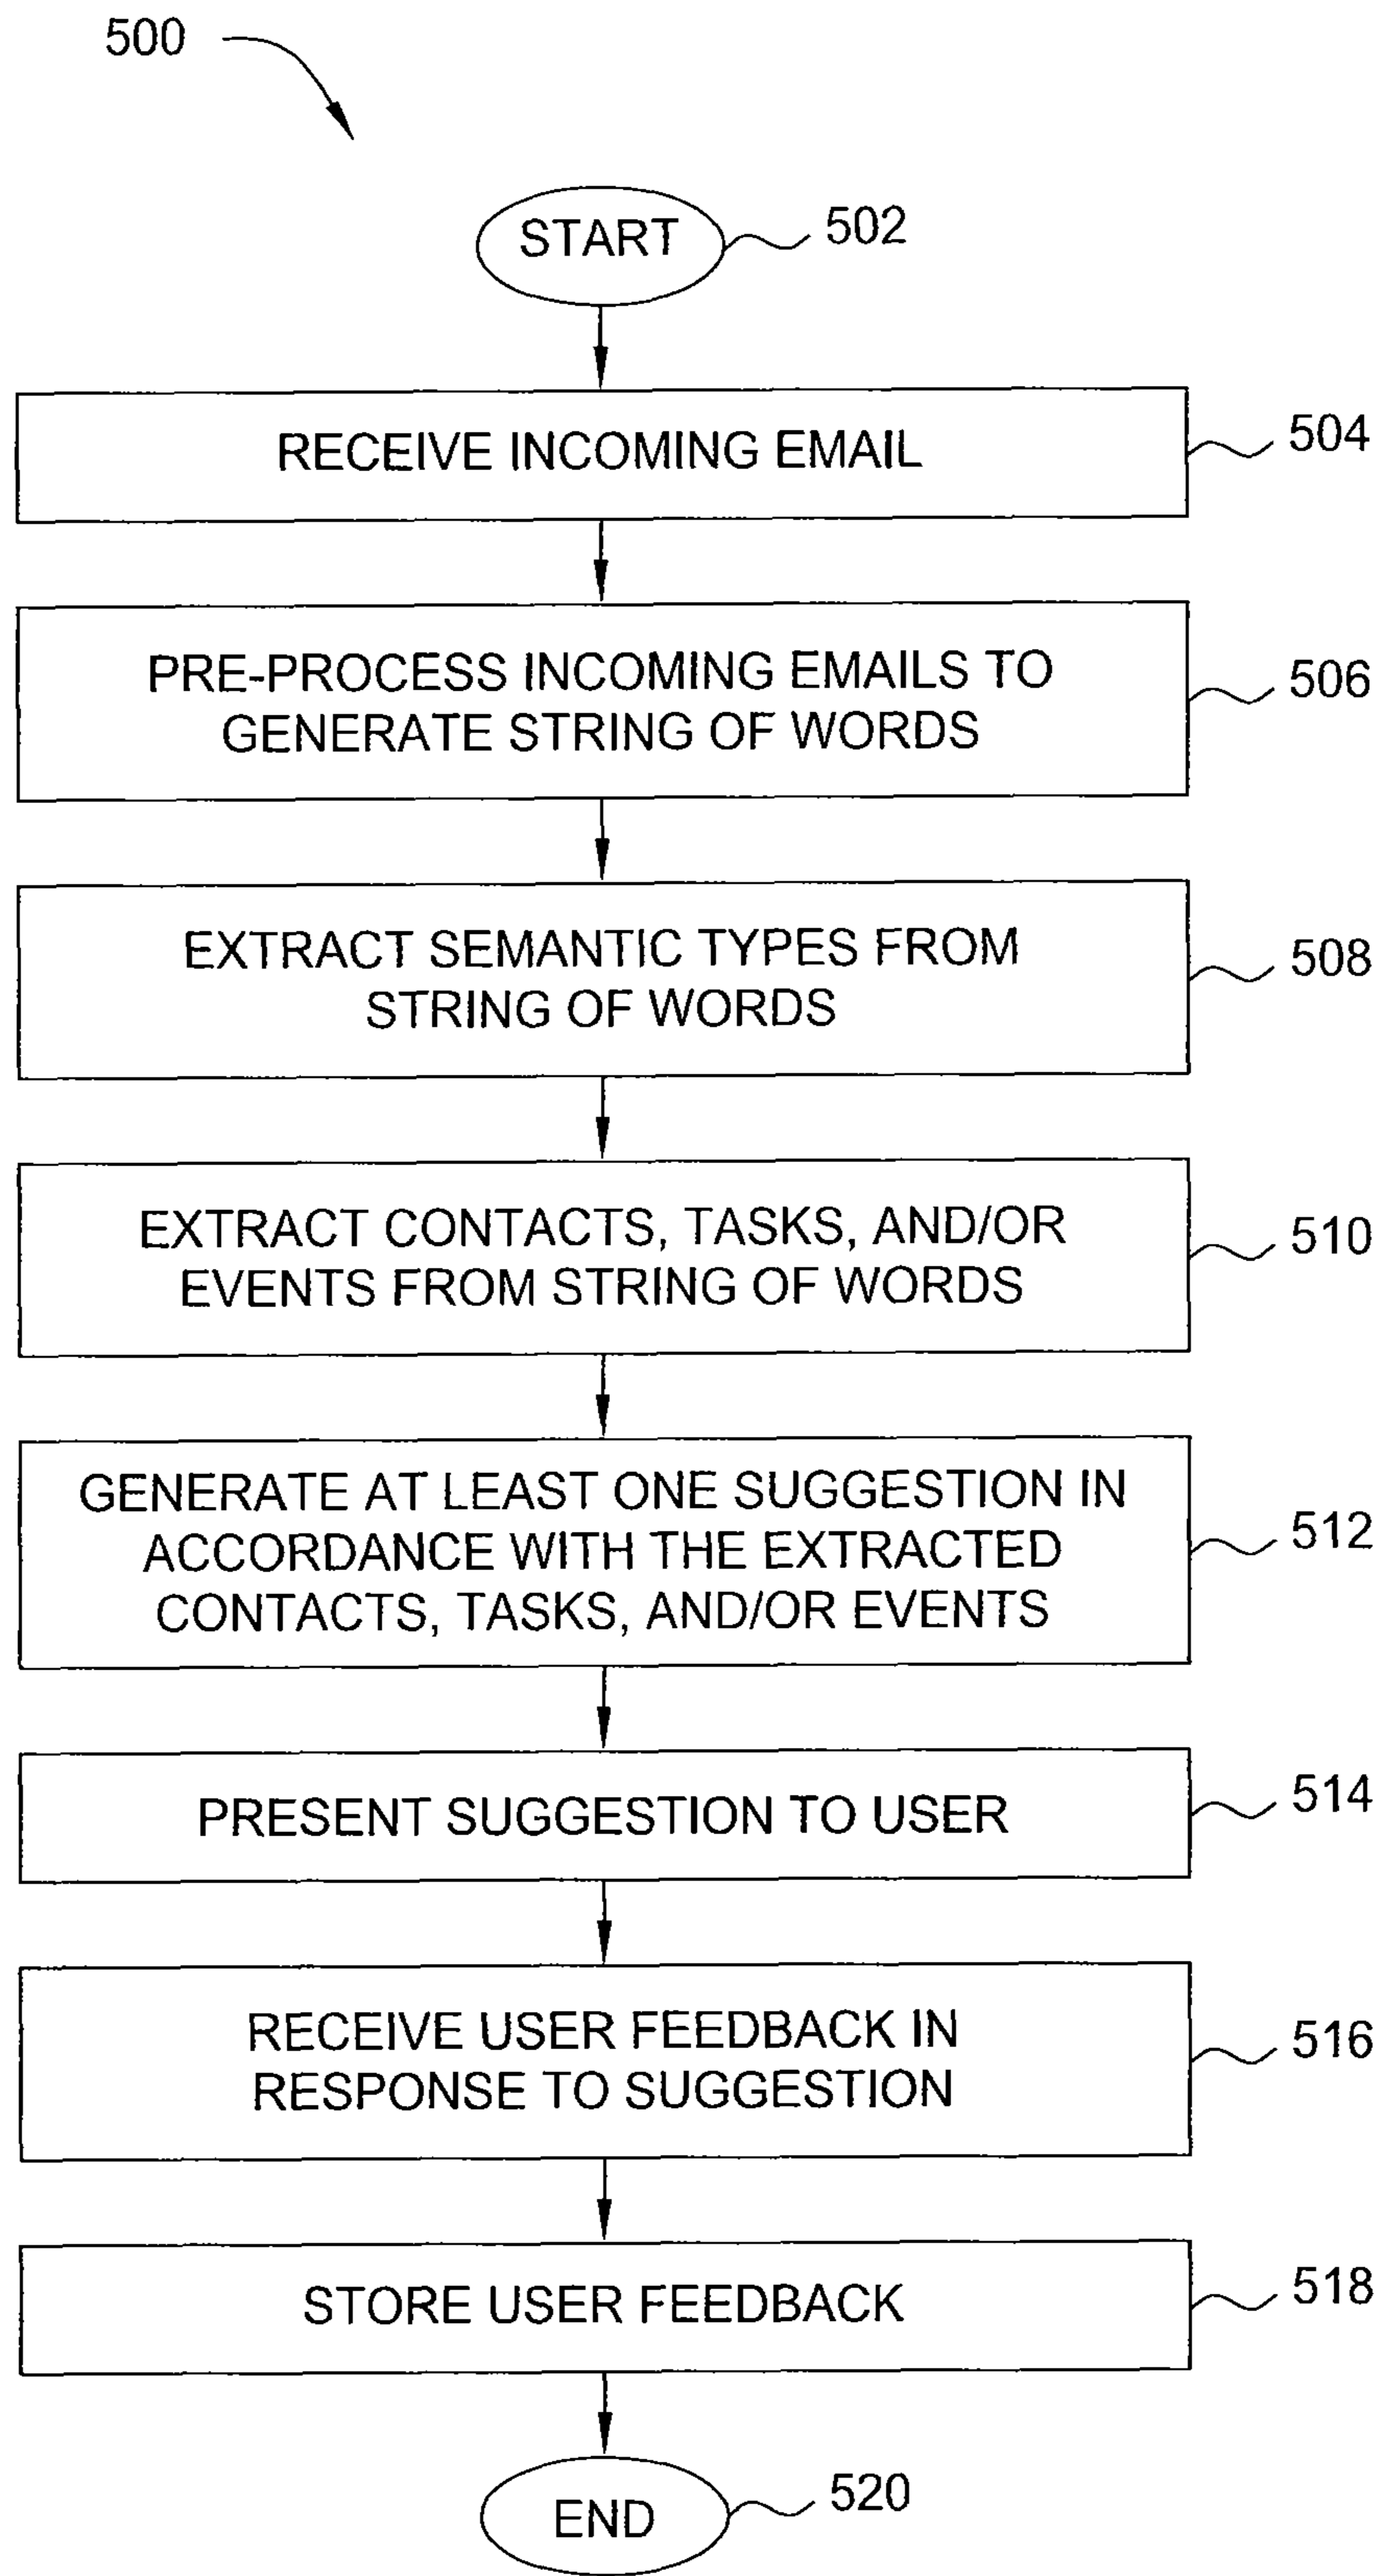 500
START
502
RECEIVE INCOMING EMAIL
504
PRE-PROCESS INCOMING EMAILS TO
GENERATE STRING OF WORDS
506
EXTRACT SEMANTIC TYPES FROM
STRING OF WORDS
508
EXTRACT CONTACTS, TASKS, AND/OR
EVENTS FROM STRING OF WORDS
510
GENERATE AT LEAST ONE SUGGESTION IN
ACCORDANCE WITH THE EXTRACTED
CONTACTS, TASKS, AND/OR EVENTS
512
PRESENT SUGGESTION TO USER
514
RECEIVE USER FEEDBACK IN
RESPONSE TO SUGGESTION
516
STORE USER FEEDBACK
518
END
520